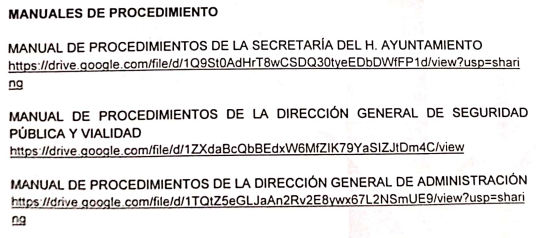 MANUALES DE PROCEDIMIENTO
MANUAL DE PROCEDIMIENTOS DE LA SECRETARÍA DEL H. AYUNTAMIENTO
https://drive.google.com/file/d/1Q9St0AdHrT8wCSDQ30tyeEDbDWfFP1d/view?usp=shari
ng
MANUAL DE PROCEDIMIENTOS DE LA DIRECCIÓN GENERAL DE SEGURIDAD
PÚBLICA Y VIALIDAD
https://drive.google.com/file/d/1ZXdaBcQbBEdxW6MfZIK79YaSIZJtDm4C/view
MANUAL DE PROCEDIMIENTOS DE LA DIRECCIÓN GENERAL DE ADMINISTRACIÓN
https://drive.google.com/file/d/1TQtZ5eGLJaAn2Rv2E8ywx67L2NSmUE9/view?usp=shari
ng